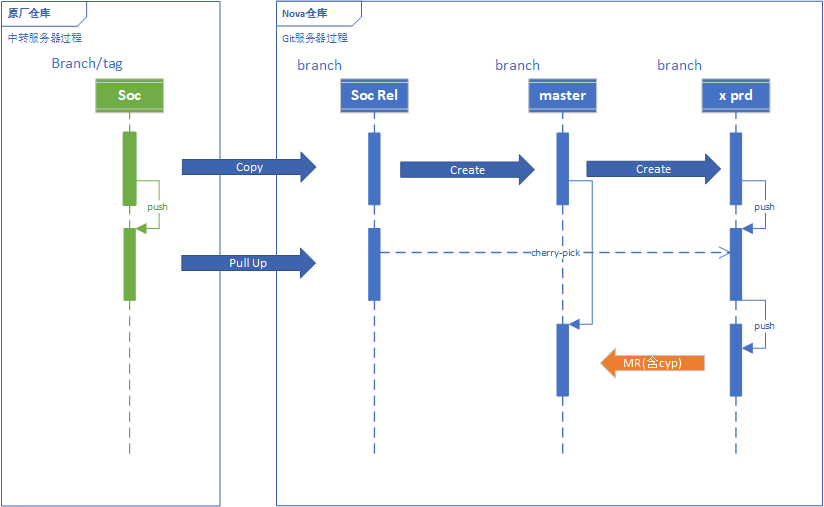 原厂仓库
中转服务器过程
Branch/tag
Soc
push
Nova仓库
Git服务器过程
branch
branch
branch
Soc Rel
master
x prd
Copy
Create
Create
push
Pull Up
cherry-pick
push
MR(含cyp)